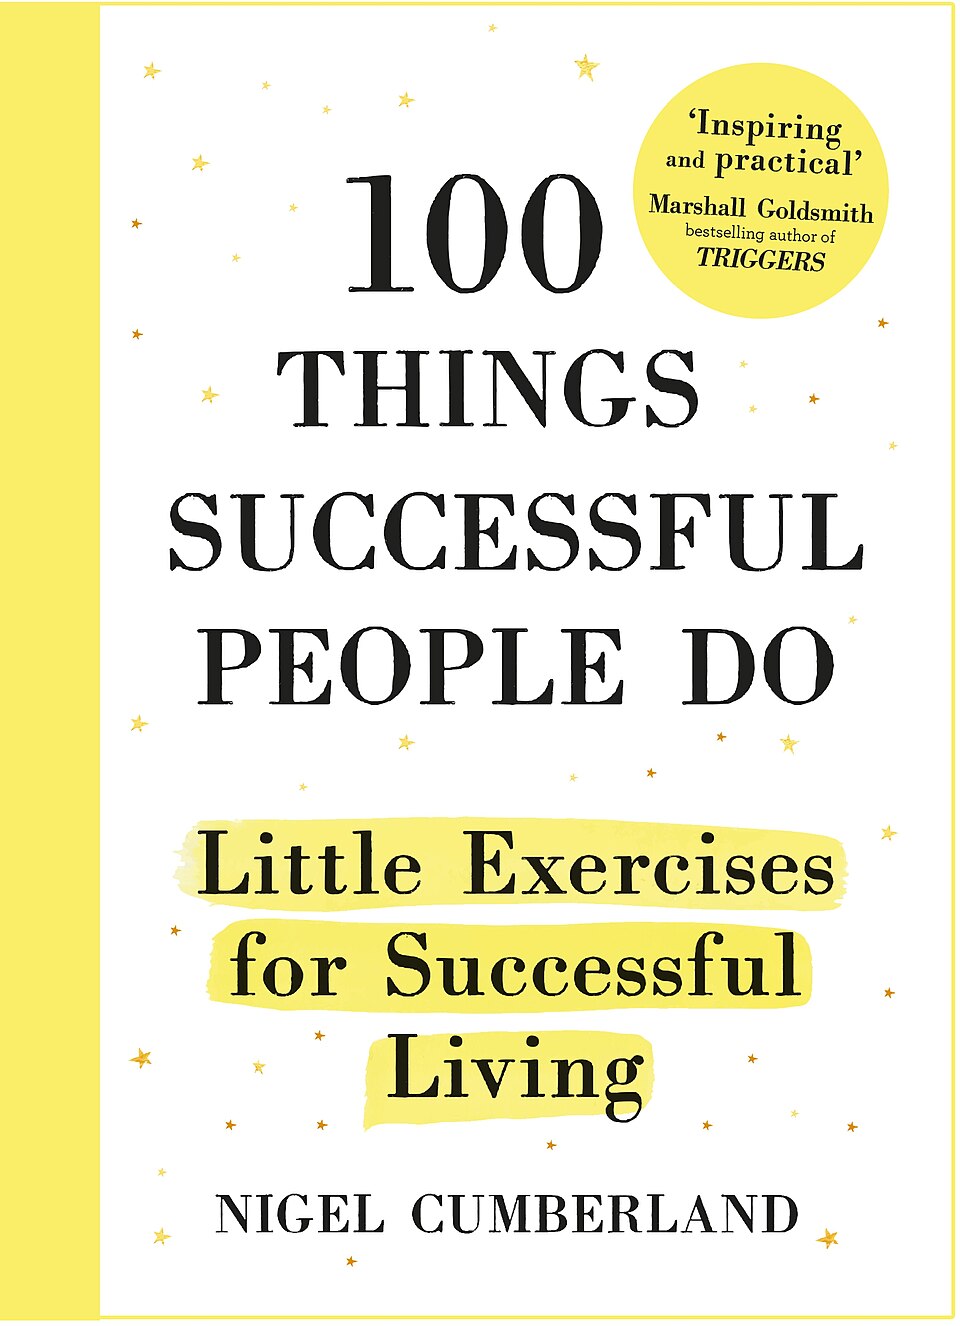 'Inspiring
and practical'
Marshall Goldsmith
bestselling author of
TRIGGERS
100
THINGS
SUCCESSFUL
PEOPLE DO
Little Exercises
for Successful
Living
NIGEL CUMBERLAND